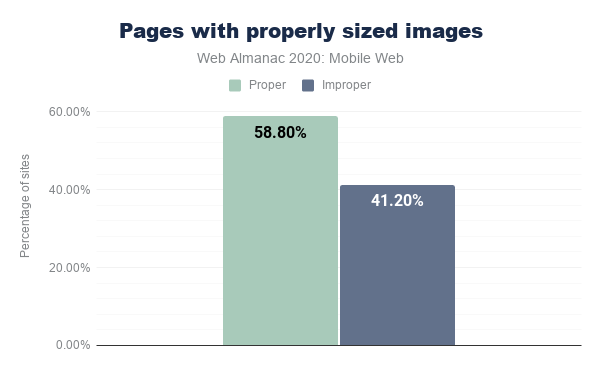 Pages with properly sized images
Web Almanac 2020: Mobile Web
Proper
Improper
Percentage of sites
60.00%
40.00%
20.00%
0.00%
58.80%
41.20%